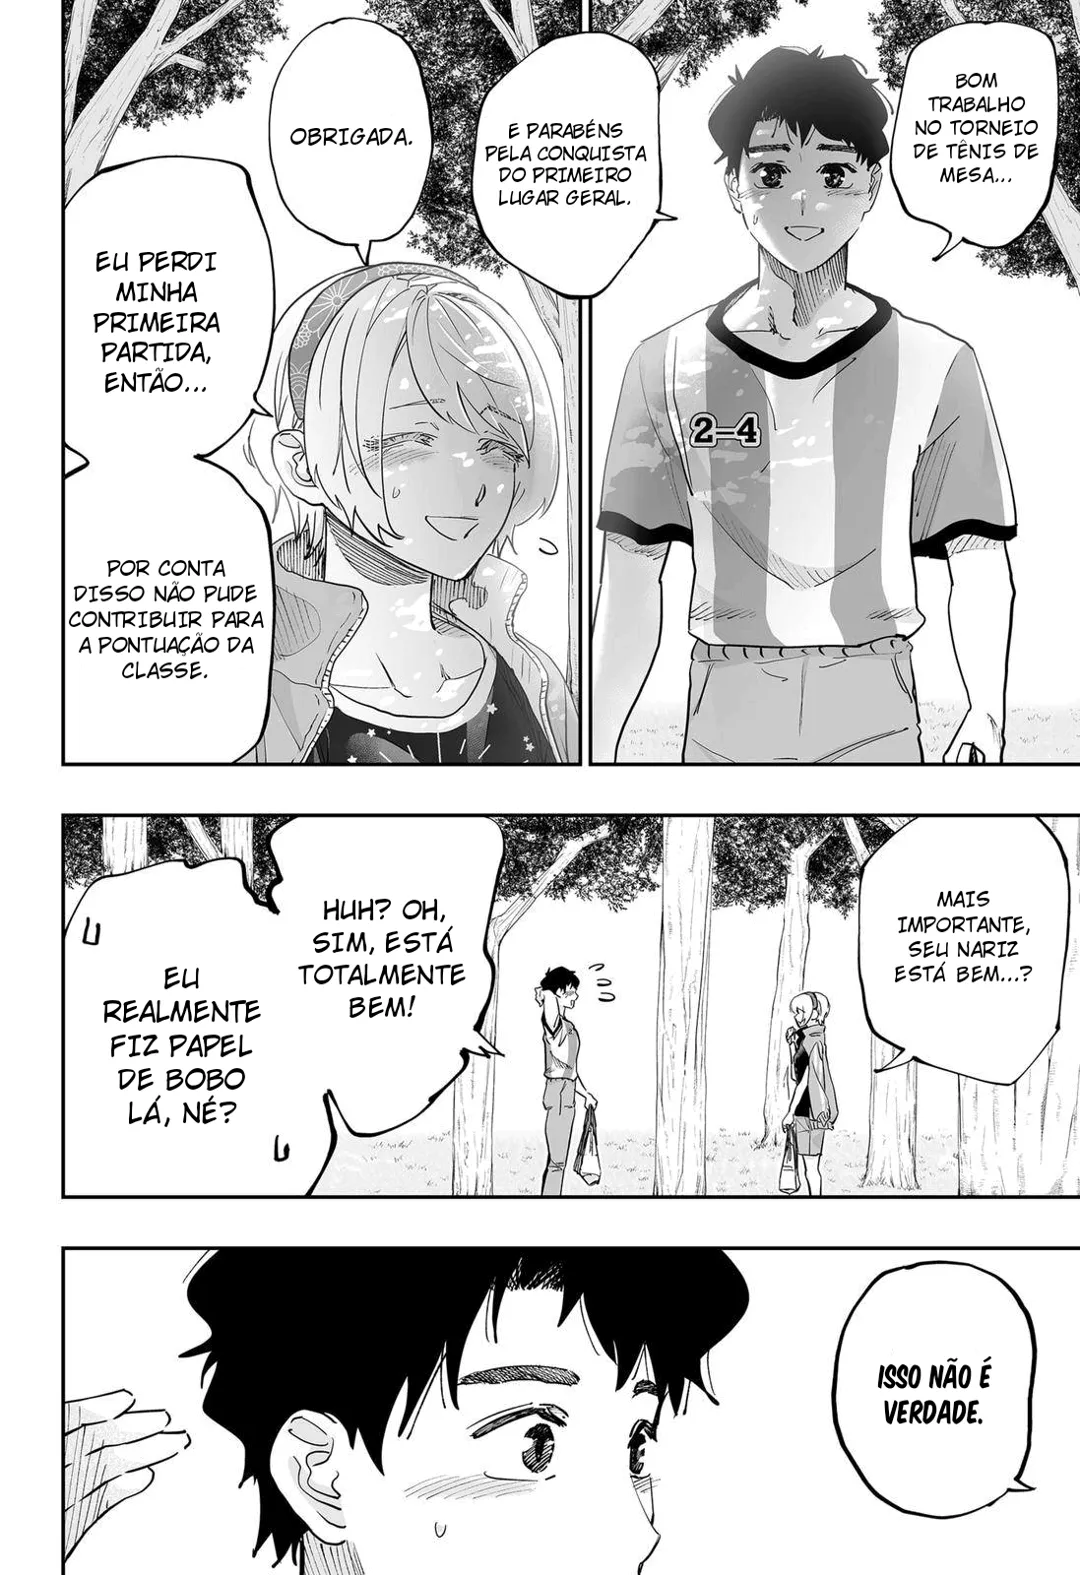 BOM
TRABALHO
NO TORNEIO
DE TÊNIS DE
MESA...
E PARABÉNS
PELA CONQUISTA
DO PRIMEIRO
LUGAR GERAL.
2-4
OBRIGADA.
EU PERDI
MINHA
PRIMEIRA
PARTIDA,
ENTÃO...
POR CONTA
DISSO NÃO PUDE
CONTRIBUIR PARA
A PONTUAÇÃO DA
CLASSE.
MAIS
IMPORTANTE,
SEU NARIZ
ESTÁ BEM...?
HUH? OH,
SIM, ESTÁ
TOTALMENTE
BEM!
EU
REALMENTE
FIZ PAPEL
DE BOBO
LÁ, NÉ?
ISSO NÃO É
VERDADE.